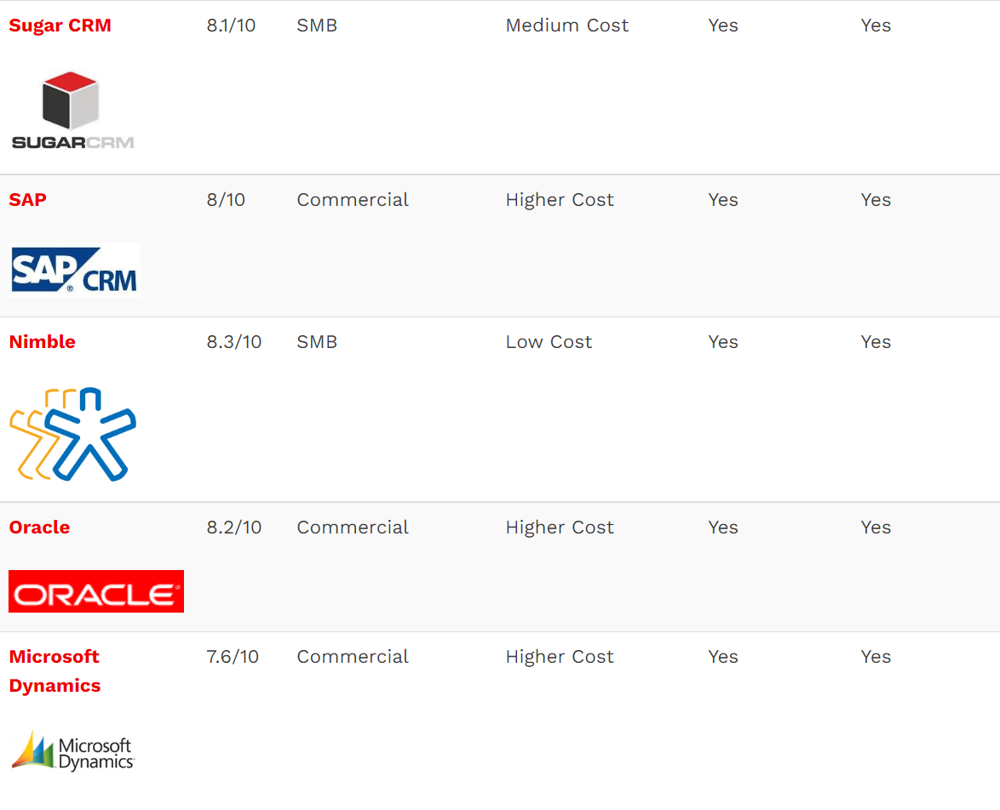 Sugar CRM 8.1/10 SMB Medium Cost Yes Yes
SUGARCRM
SAP 8/10 Commercial Higher Cost Yes Yes
SAP® CRM
Nimble 8.3/10 SMB Low Cost Yes Yes
Oracle 8.2/10 Commercial Higher Cost Yes Yes
ORACLE®
Microsoft 7.6/10 Commercial Higher Cost Yes Yes
Dynamics
Microsoft
Dynamics